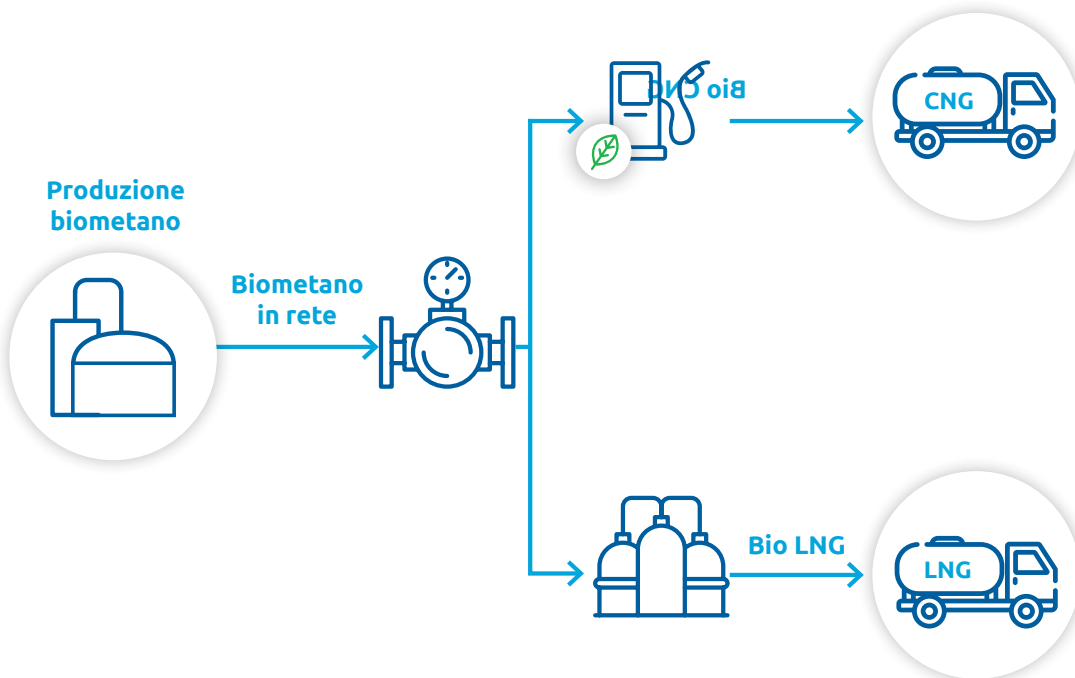 Bio CNG
CNG
Produzione
biometano
Biometano
in rete
Bio LNG
LNG